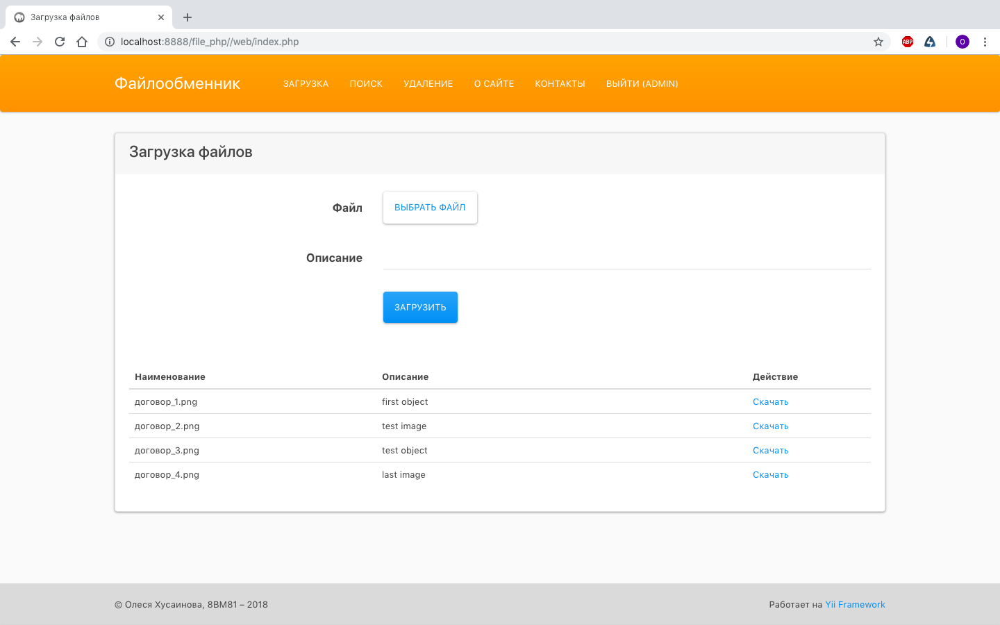 Загрузка файлов
localhost:8888/file_php//web/index.php
ABP
O
Файлообменник ЗАГРУЗКА ПОИСК УДАЛЕНИЕ О САЙТЕ КОНТАКТЫ ВЫЙТИ (ADMIN)
Загрузка файлов
Файл ВЫБРАТЬ ФАЙЛ
Описание
ЗАГРУЗИТЬ
Наименование Описание Действие
договор_1.png first object Скачать
договор_2.png test image Скачать
договор_3.png test object Скачать
договор_4.png last image Скачать
© Олеся Хусаинова, 8ВМ81 – 2018 Работает на Yii Framework